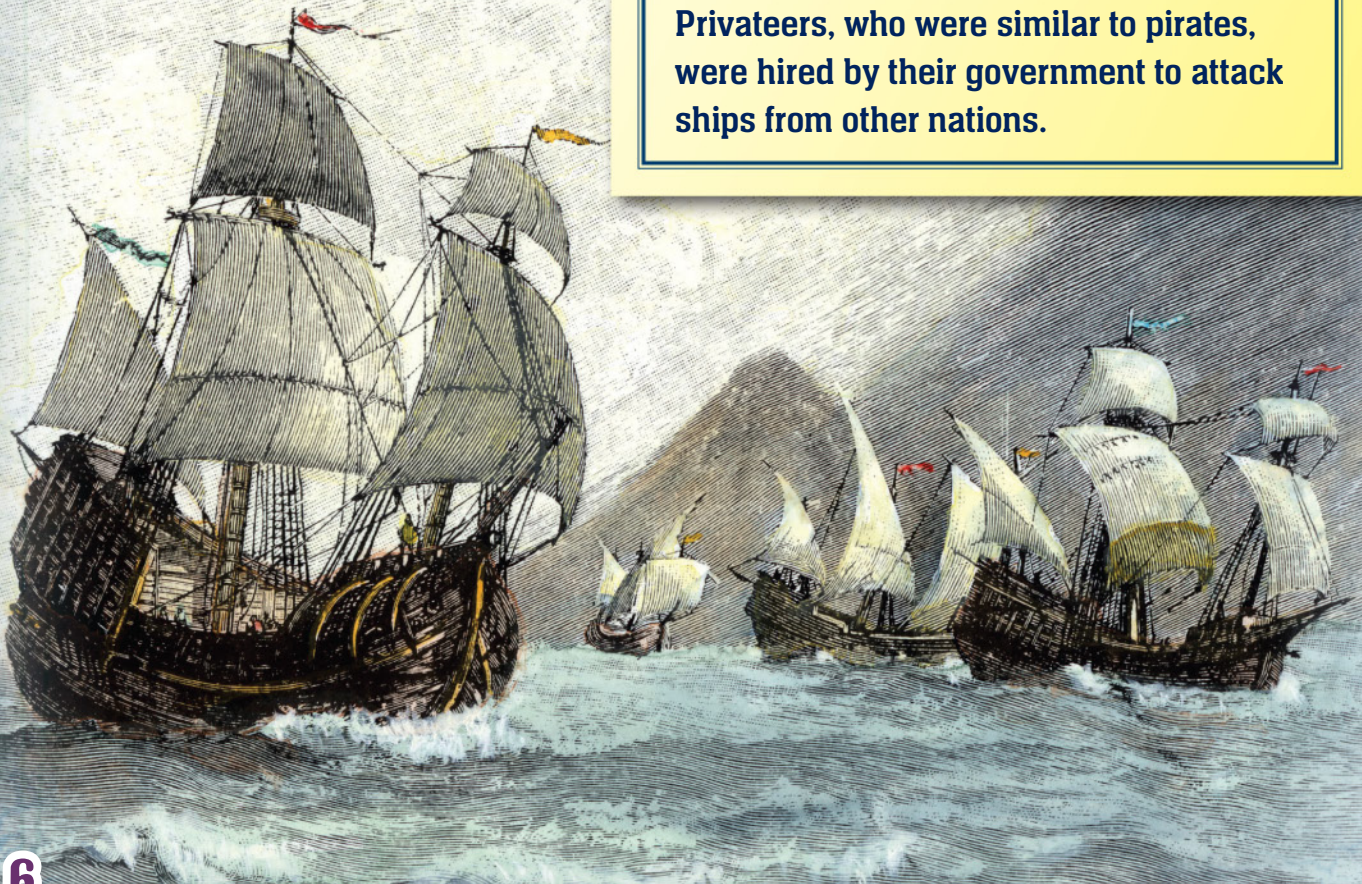 Privateers, who were similar to pirates,
were hired by their government to attack
ships from other nations.
6